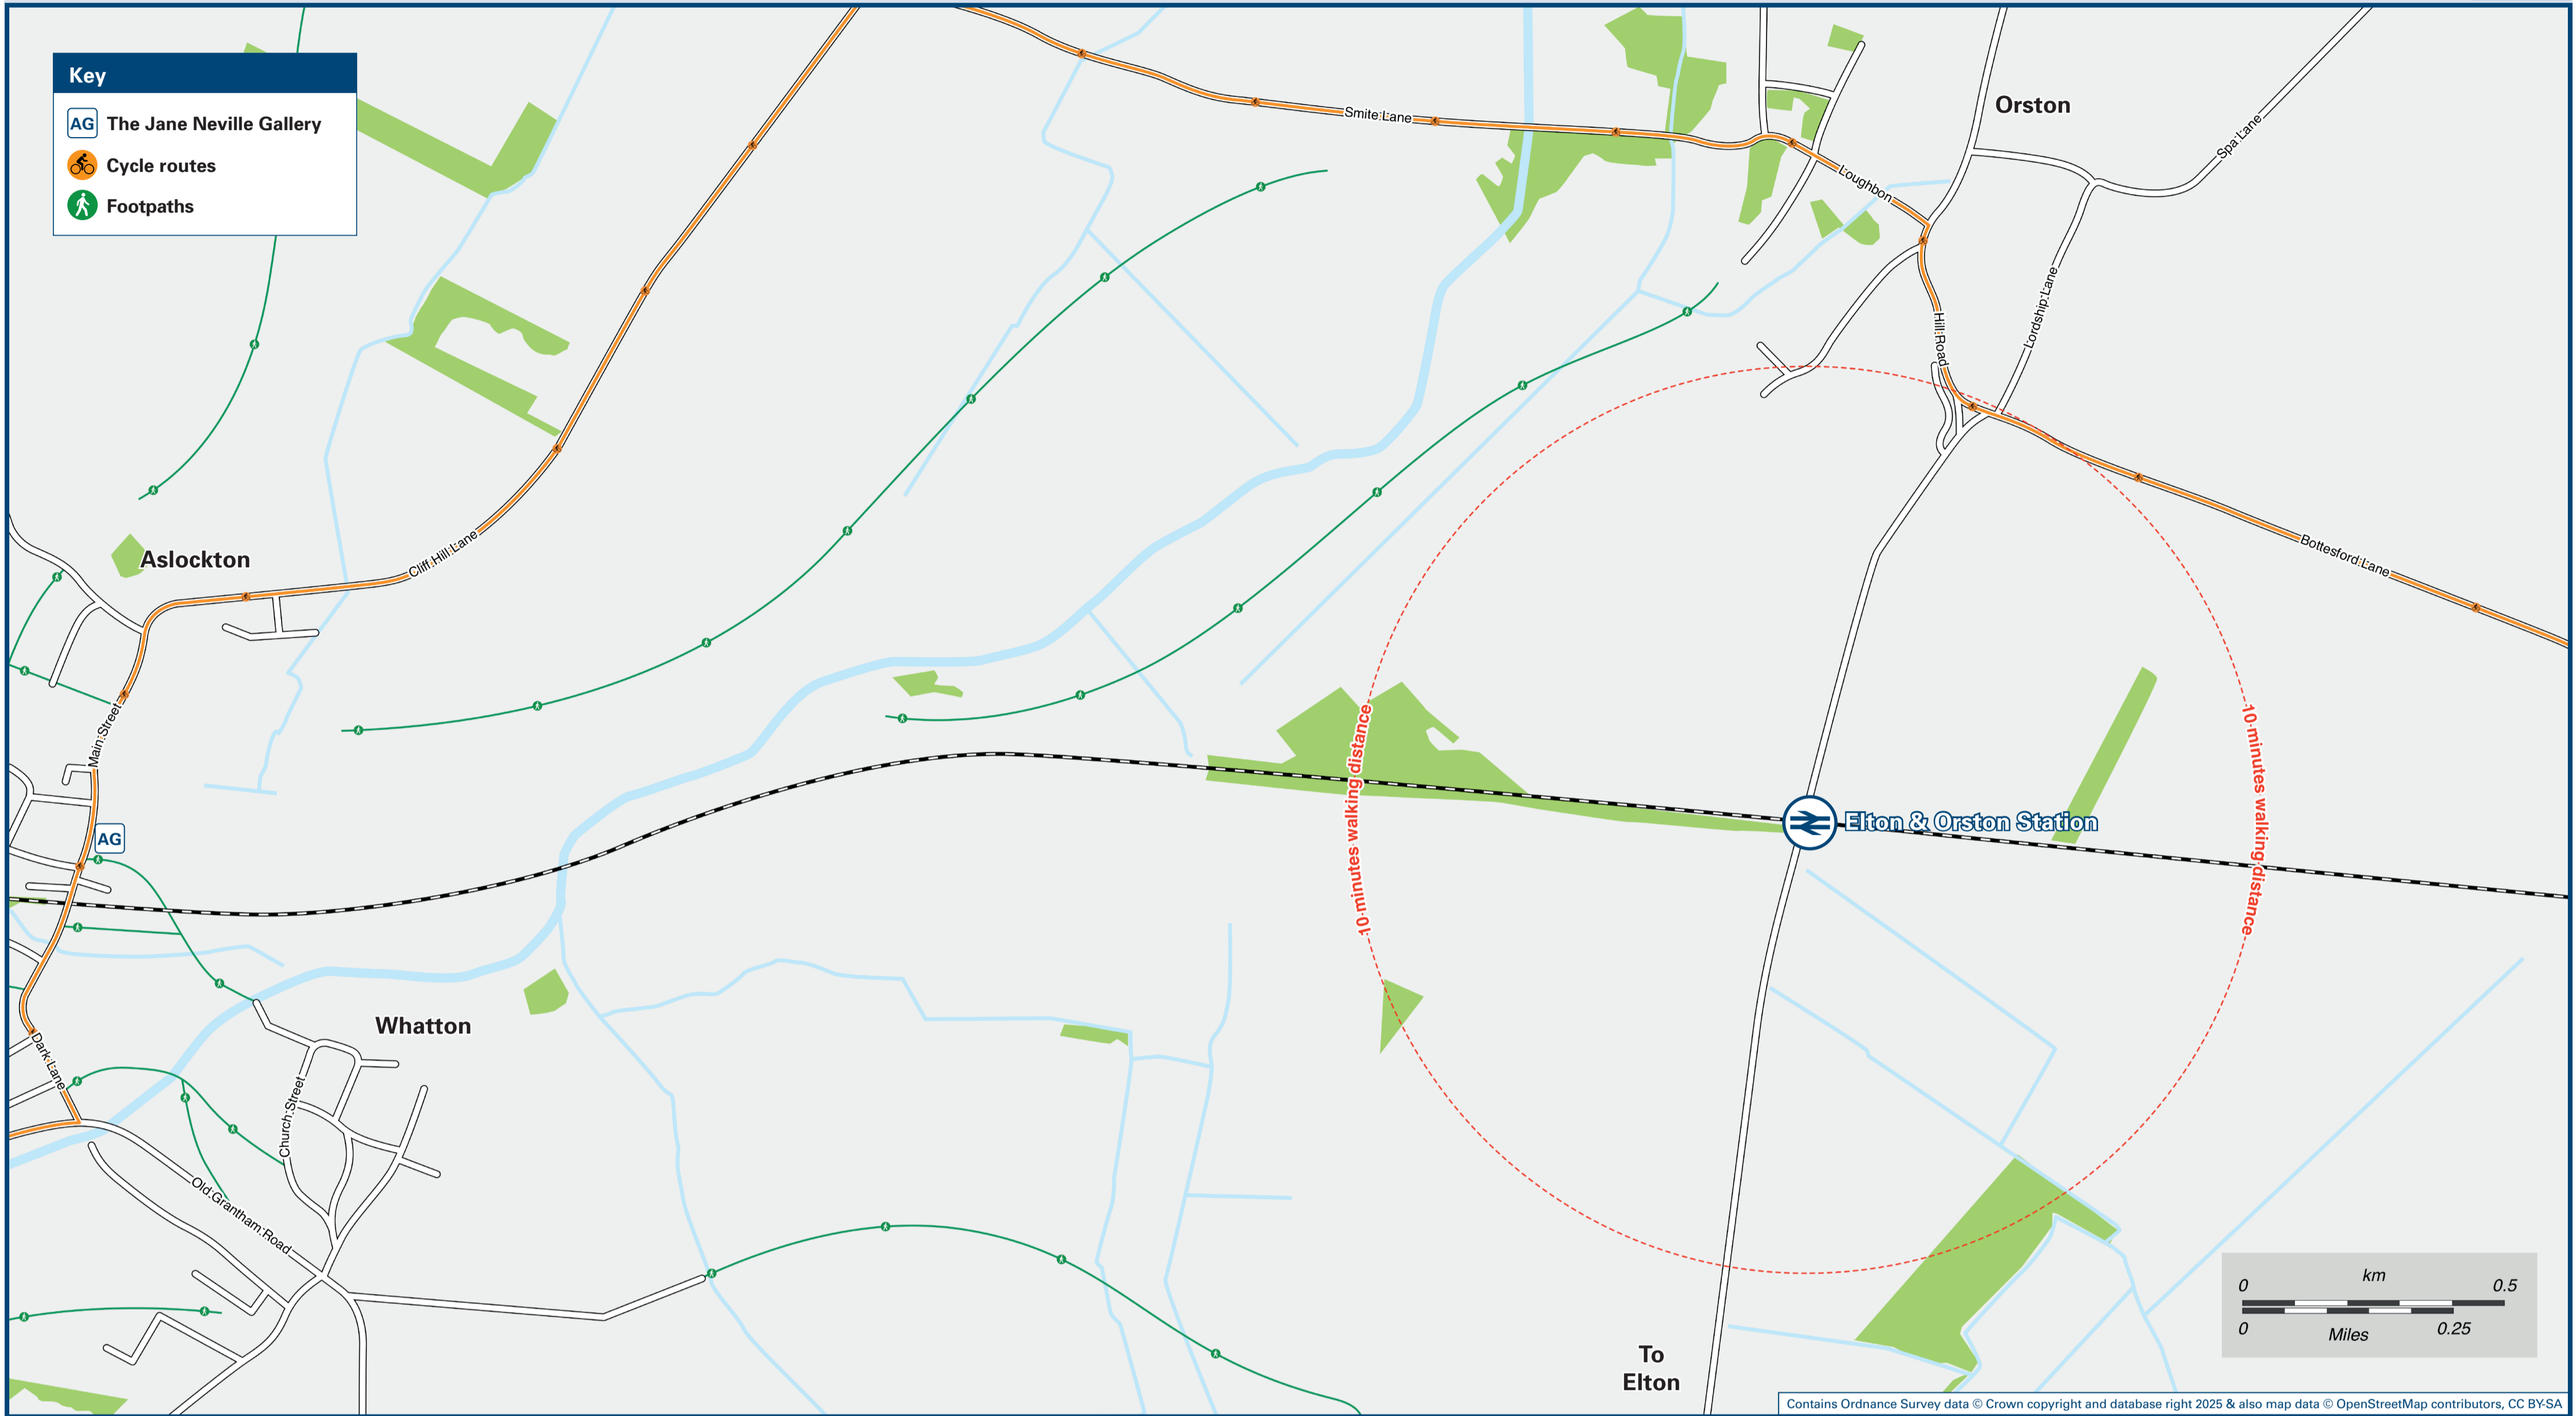 Key
AG The Jane Neville Gallery
Cycle routes
Footpaths
Smite Lane
Orston
Spa Lane
Loughbon
Lordship Lane
Hill Road
Bottesford Lane
Aslockton
Cliff Hill Lane
Main Street
AG
10 minutes walking distance
10 minutes walking distance
Elton & Orston Station
Whatton
Dark Lane
Church Street
Old Grantham Road
To
Elton
km
0 0.5
0 Miles 0.25
Contains Ordnance Survey data © Crown copyright and database right 2025 & also map data © OpenStreetMap contributors, CC BY-SA